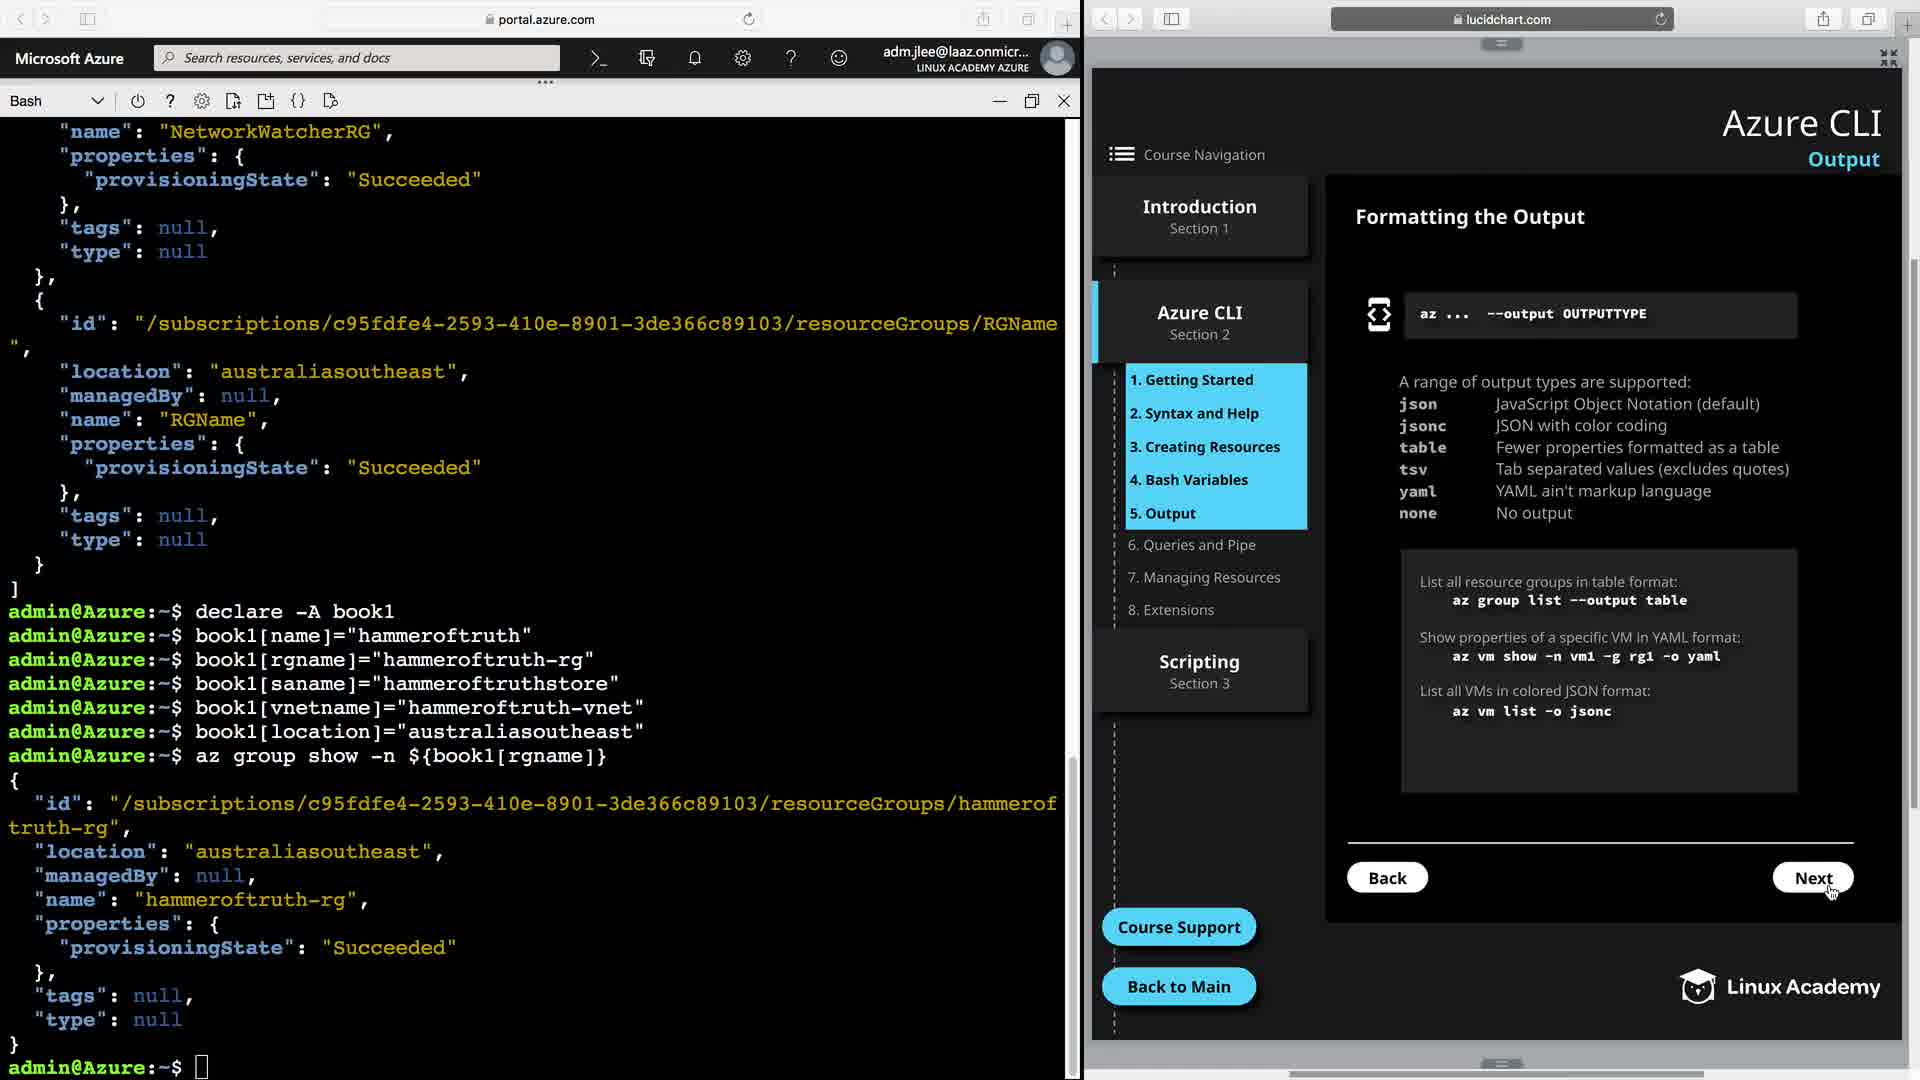 portal.azure.com
Microsoft Azure
Search resources, services, and docs
adm.jlee@laaz.onmicr...
LINUX ACADEMY AZURE
Bash
"name": "NetworkWatcherRG",
"properties": {
"provisioningState": "Succeeded"
},
"tags": null,
"type": null
},
{
"id": "/subscriptions/c95fdfe4-2593-410e-8901-3de366c89103/resourceGroups/RGName
",
"location": "australiasoutheast",
"managedBy": null,
"name": "RGName",
"properties": {
"provisioningState": "Succeeded"
},
"tags": null,
"type": null
}
]
admin@Azure:~$ declare -A book1
admin@Azure:~$ book1[name]="hammeroftruth"
admin@Azure:~$ book1[rgname]="hammeroftruth-rg"
admin@Azure:~$ book1[saname]="hammeroftruthstore"
admin@Azure:~$ book1[vnetname]="hammeroftruth-vnet"
admin@Azure:~$ book1[location]="australiasoutheast"
admin@Azure:~$ az group show -n ${book1[rgname]}
{
"id": "/subscriptions/c95fdfe4-2593-410e-8901-3de366c89103/resourceGroups/hammerof
truth-rg",
"location": "australiasoutheast",
"managedBy": null,
"name": "hammeroftruth-rg",
"properties": {
"provisioningState": "Succeeded"
},
"tags": null,
"type": null
}
admin@Azure:~$
lucidchart.com
Azure CLI
Output
Course Navigation
Introduction
Section 1
Azure CLI
Section 2
1. Getting Started
2. Syntax and Help
3. Creating Resources
4. Bash Variables
5. Output
6. Queries and Pipe
7. Managing Resources
8. Extensions
Scripting
Section 3
Course Support
Back to Main
Formatting the Output
az ... --output OUTPUTTYPE
A range of output types are supported:
json JavaScript Object Notation (default)
jsonc JSON with color coding
table Fewer properties formatted as a table
tsv Tab separated values (excludes quotes)
yaml YAML ain't markup language
none No output
List all resource groups in table format:
az group list --output table
Show properties of a specific VM in YAML format:
az vm show -n vm1 -g rg1 -o yaml
List all VMs in colored JSON format:
az vm list -o jsonc
Back
Next
Linux Academy